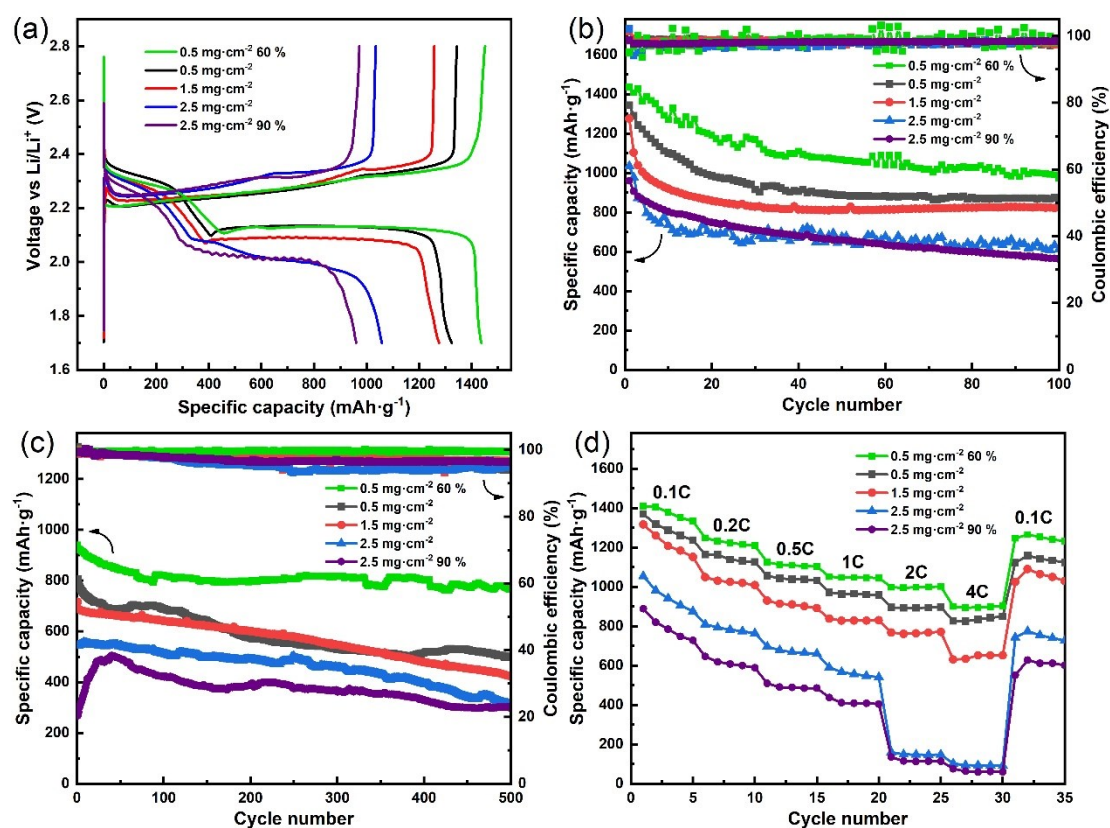 (a)
0.5 mg·cm⁻² 60 %
0.5 mg·cm⁻²
1.5 mg·cm⁻²
2.5 mg·cm⁻²
2.5 mg·cm⁻² 90 %
Voltage vs Li/Li⁺ (V)
2.8
2.6
2.4
2.2
2.0
1.8
1.6
0 200 400 600 800 1000 1200 1400
Specific capacity (mAh·g⁻¹)
(b)
0.5 mg·cm⁻² 60 %
0.5 mg·cm⁻²
1.5 mg·cm⁻²
2.5 mg·cm⁻²
2.5 mg·cm⁻² 90 %
Specific capacity (mAh·g⁻¹)
1600
1400
1200
1000
800
600
400
200
0
Coulombic efficiency (%)
100
80
60
40
20
0
0 20 40 60 80 100
Cycle number
(c)
0.5 mg·cm⁻² 60 %
0.5 mg·cm⁻²
1.5 mg·cm⁻²
2.5 mg·cm⁻²
2.5 mg·cm⁻² 90 %
Specific capacity (mAh·g⁻¹)
1200
1000
800
600
400
200
0
Coulombic efficiency (%)
100
80
60
40
20
0
0 100 200 300 400 500
Cycle number
(d)
0.5 mg·cm⁻² 60 %
0.5 mg·cm⁻²
1.5 mg·cm⁻²
2.5 mg·cm⁻²
2.5 mg·cm⁻² 90 %
0.1C
0.2C
0.5C
1C
2C
4C
0.1C
Specific capacity (mAh·g⁻¹)
1600
1400
1200
1000
800
600
400
200
0
0 5 10 15 20 25 30 35
Cycle number